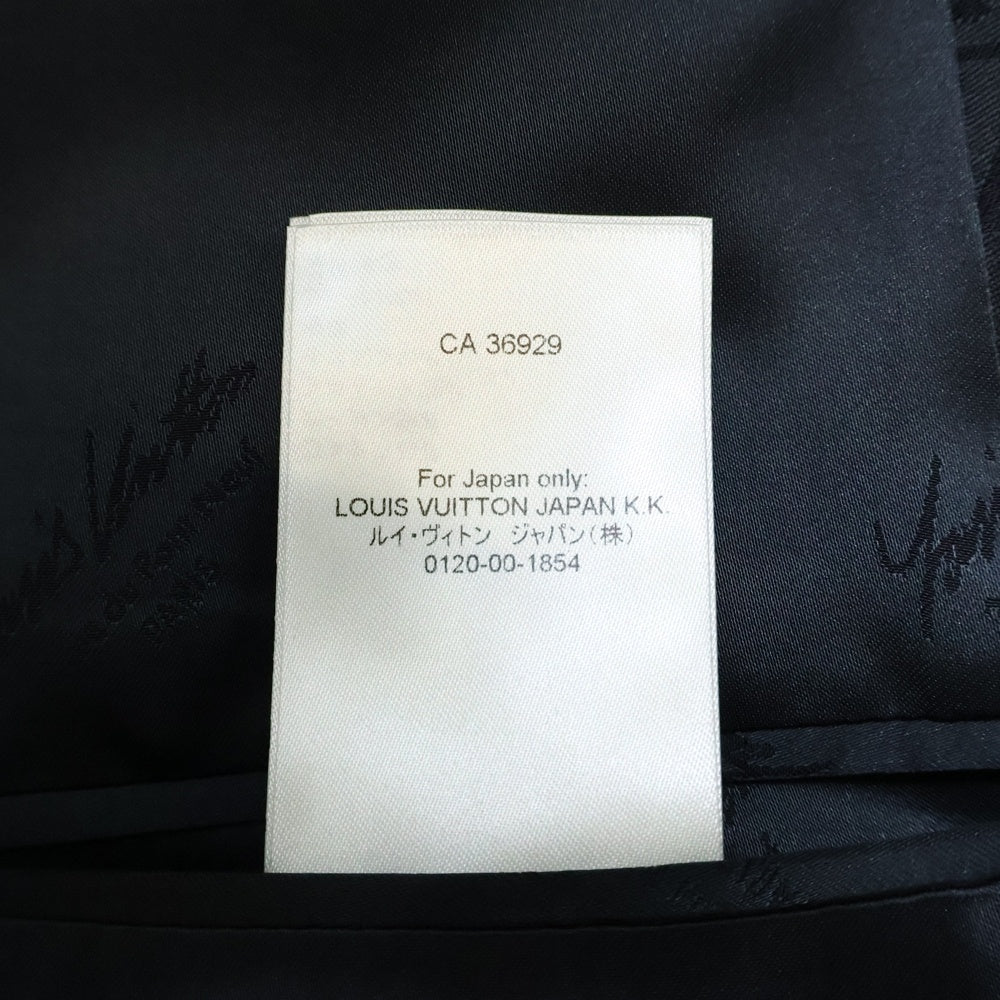 CA 36929
For Japan only:
LOUIS VUITTON JAPAN K.K.
ルイ・ヴィトン ジャパン(株)
0120-00-1854
Vuitton